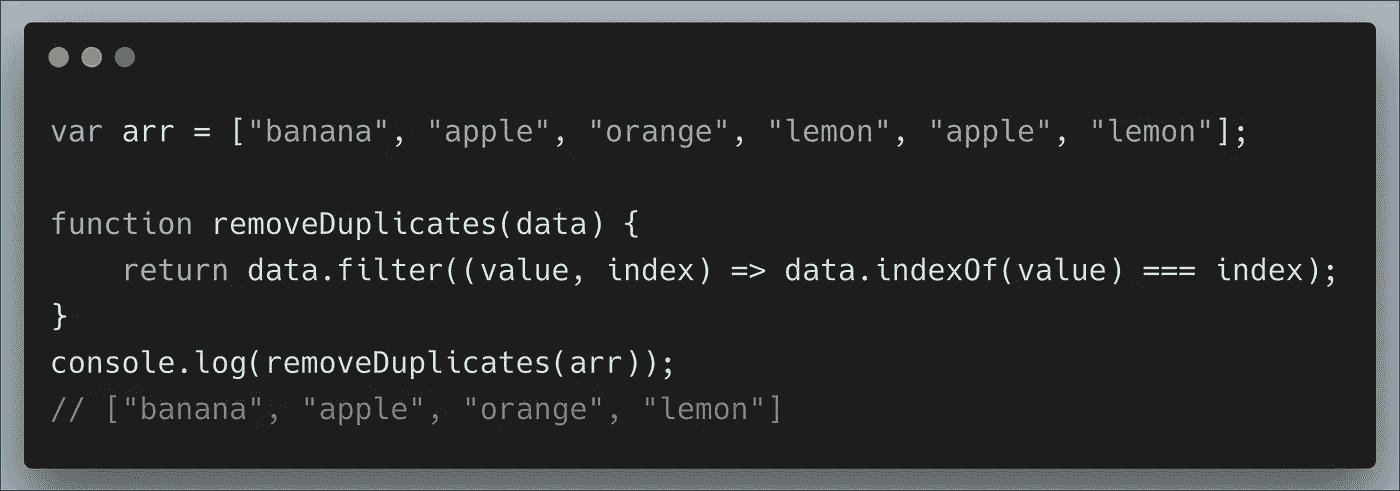 var arr = ["banana", "apple", "orange", "lemon", "apple", "lemon"];
function removeDuplicates(data) {
    return data.filter((value, index) => data.indexOf(value) === index);
}
console.log(removeDuplicates(arr));
// ["banana", "apple", "orange", "lemon"]